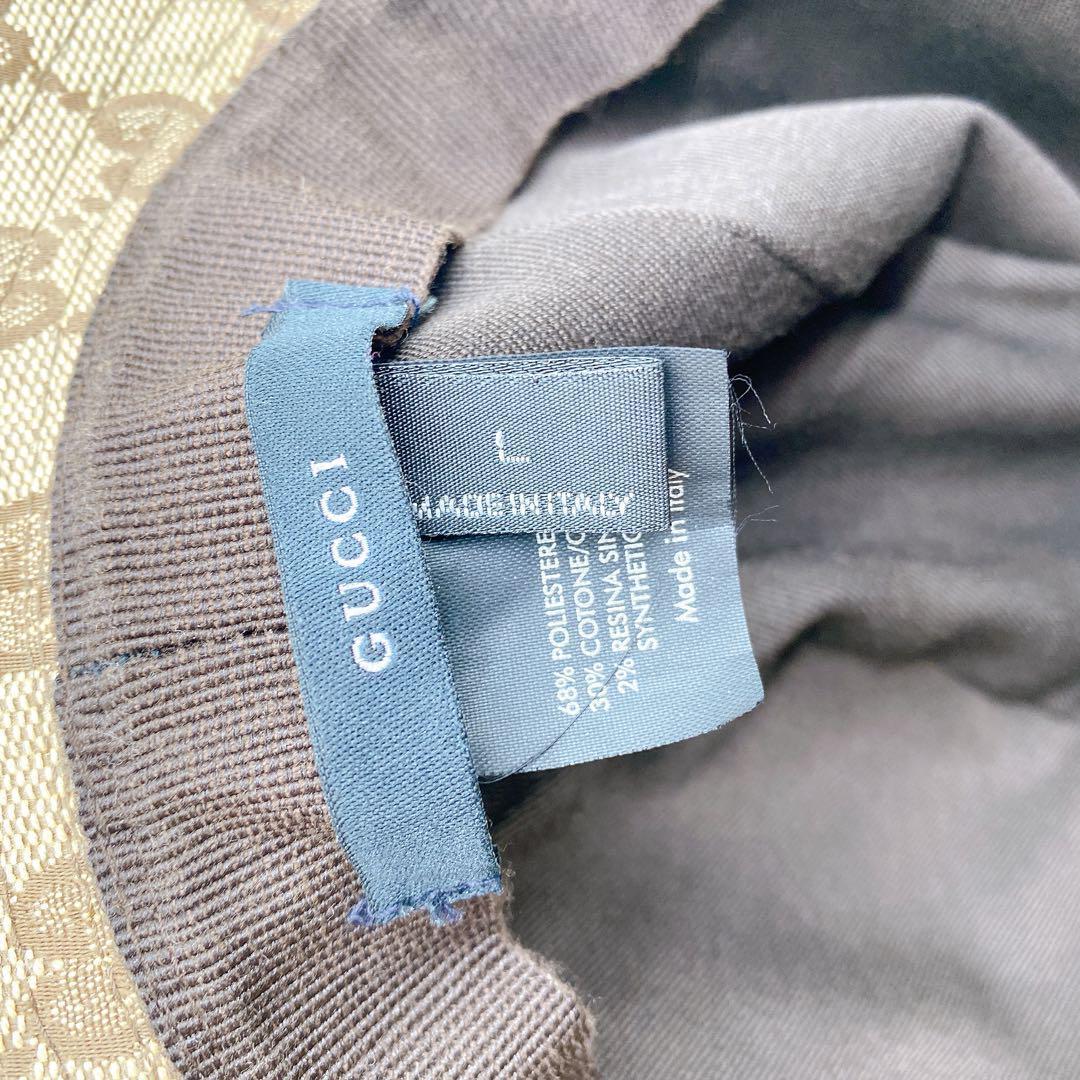 GUCCI
L
MADE IN ITALY
68% POLIESTERE
30% COTONE/
2% RESINA SIN
SYNTHETIC
Made in Italy